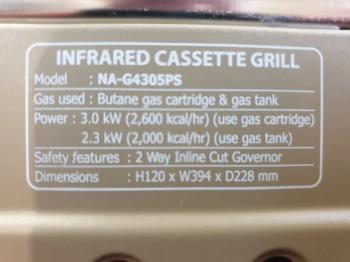 INFRARED CASSETTE GRILL
Model : NA-G4305PS
Gas used : Butane gas cartridge & gas tank
Power : 3.0 kW (2,600 kcal/hr) (use gas cartridge)
2.3 kW (2,000 kcal/hr) (use gas tank)
Safety features : 2 Way Inline Cut Governor
Dimensions : H120 x W394 x D228 mm